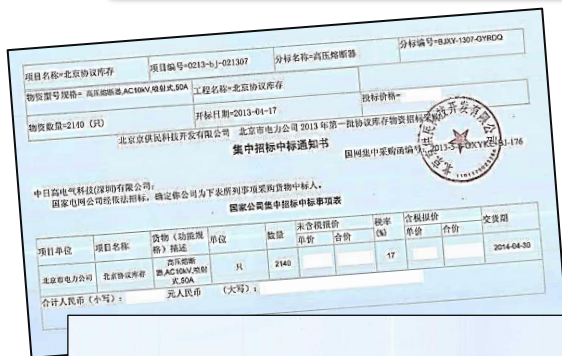 项目名称=北京协议库存 项目编号=0213-bj-021307 分标名称=高压熔断器 分标编号=BJXY-1307-GYRDQ
物资型号规格= 高压熔断器,AC10kV,喷射式,50A 工程名称=北京协议库存
物资数量=2140 (只) 开标日期=2013-04-17 投标价格=
北京京供民科技开发有限公司 北京市电力公司 2013 年第一批协议库存物资招标
集中招标中标通知书
国网集中采购函编号
中日高电气科技(深圳)有限公司:
国家电网公司经依法招标,确定你公司为下表所列事项采购货物中标人。
国家公司集中招标中标事项表
项目单位 项目名称 货物(功能规格)描述 单位 数量 未含税报价 单价 合价 税率(%) 含税报价 单价 合价 交货期
北京市电力公司 北京协议库存 高压熔断器,AC10kV,喷射式,50A 只 2140 17 2014-04-30
合计人民币(小写): 元人民币 (大写):